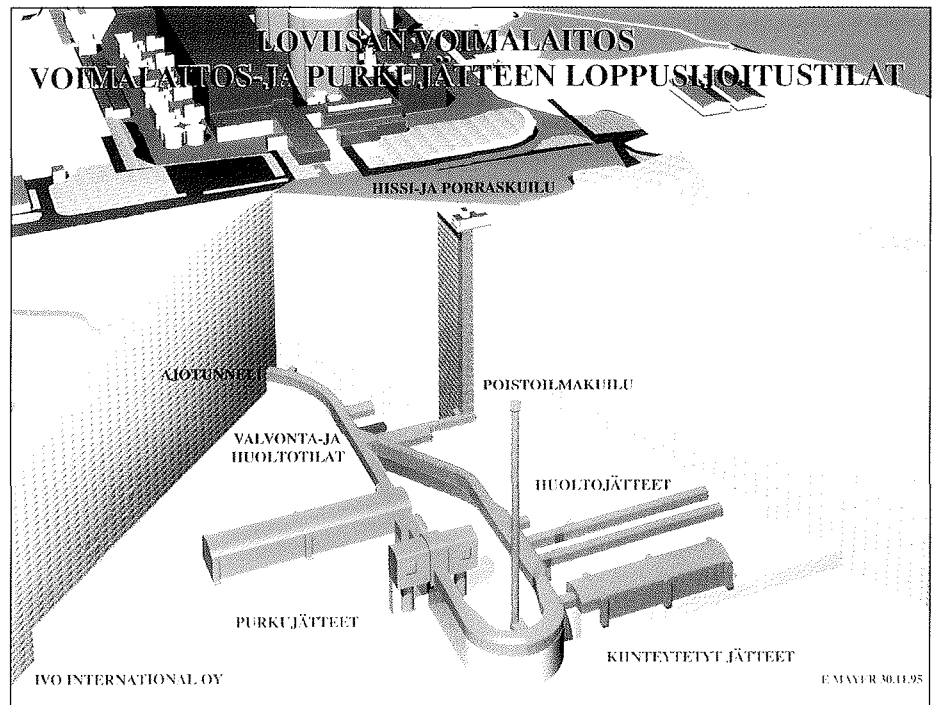 LOVIISAN VOIMALAITOS
VOIMALAITOS-JA PURKUJÄTTEEN LOPPUSIJOITUSTILAT
HISSI-JA PORRASKUILU
AJOTUNNELI
POISTOILMAKUILU
VALVONTA-JA
HUOLTOTILAT
HUOLTOJÄTTEET
PURKUJÄTTEET
KIINTEYTETYT JÄTTEET
IVO INTERNATIONAL OY
E MAYER 30.11.95